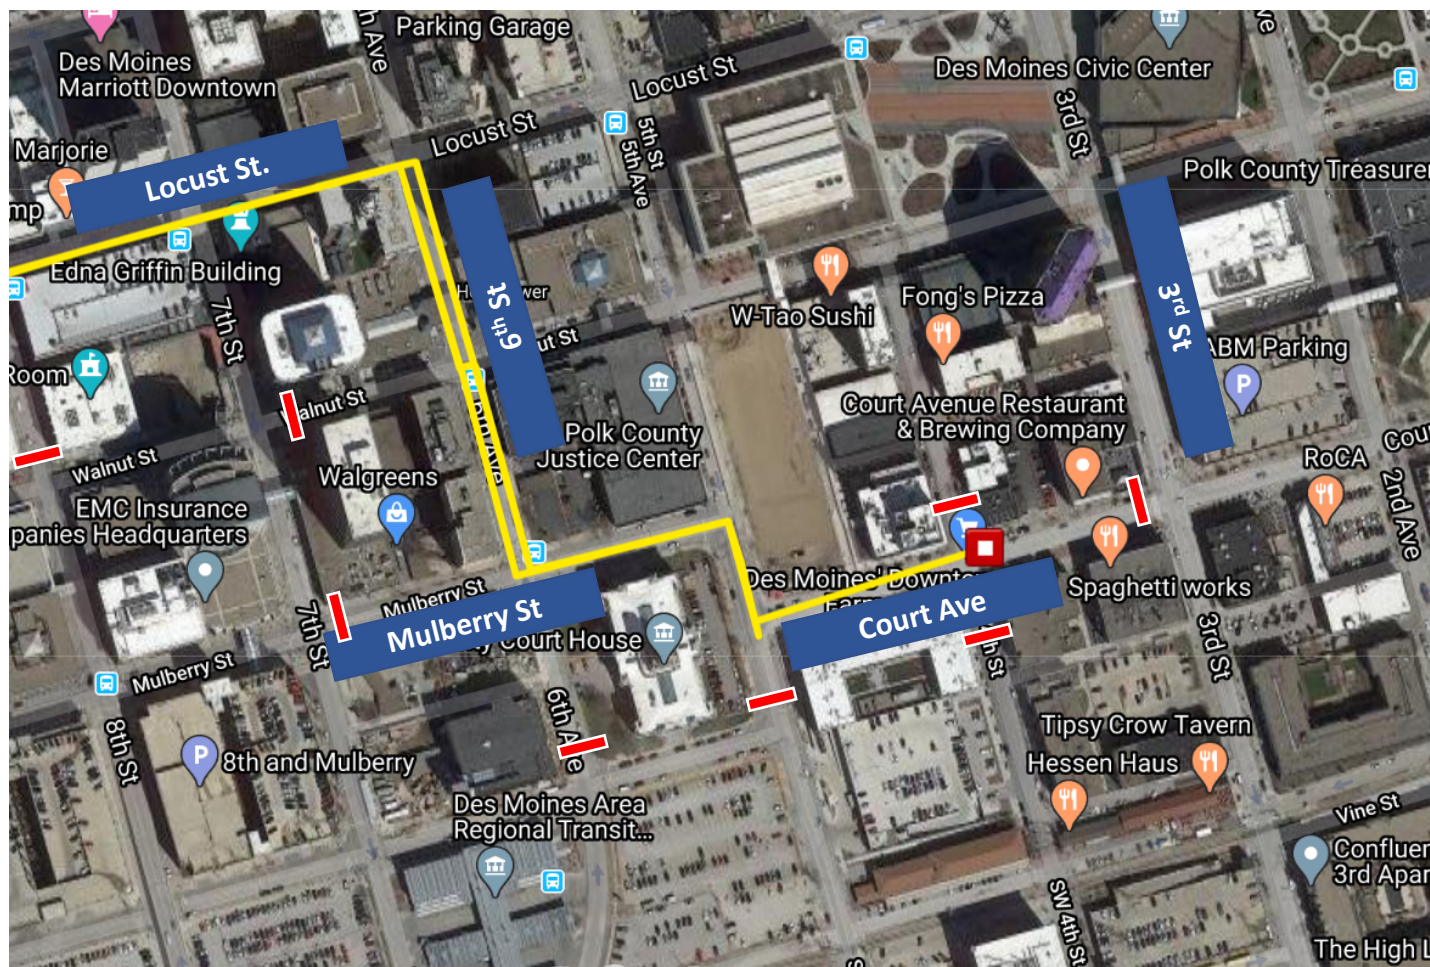 Parking Garage
Des Moines
Marriott Downtown
Locust St
Des Moines Civic Center
3rd St
Locust St
5th St
5th Ave
Marjorie
Locust St.
Polk County Treasurer
mp
Edna Griffin Building
7th St
6th St
W-Tao Sushi
Fong's Pizza
3rd St
ABM Parking
Room
Walnut St
Court Avenue Restaurant
& Brewing Company
Polk County
Justice Center
Walnut St
Walgreens
RoCA
2nd Ave
EMC Insurance
panies Headquarters
Mulberry St
Des Moines' Downto
Spaghetti works
Court Ave
Mulberry St
7th St
Court House
3rd St
Mulberry St
8th St
6th Ave
8th and Mulberry
Tipsy Crow Tavern
Hessen Haus
Des Moines Area
Regional Transit...
Vine St
Confluer
3rd Apar
SW 4th St
The High L